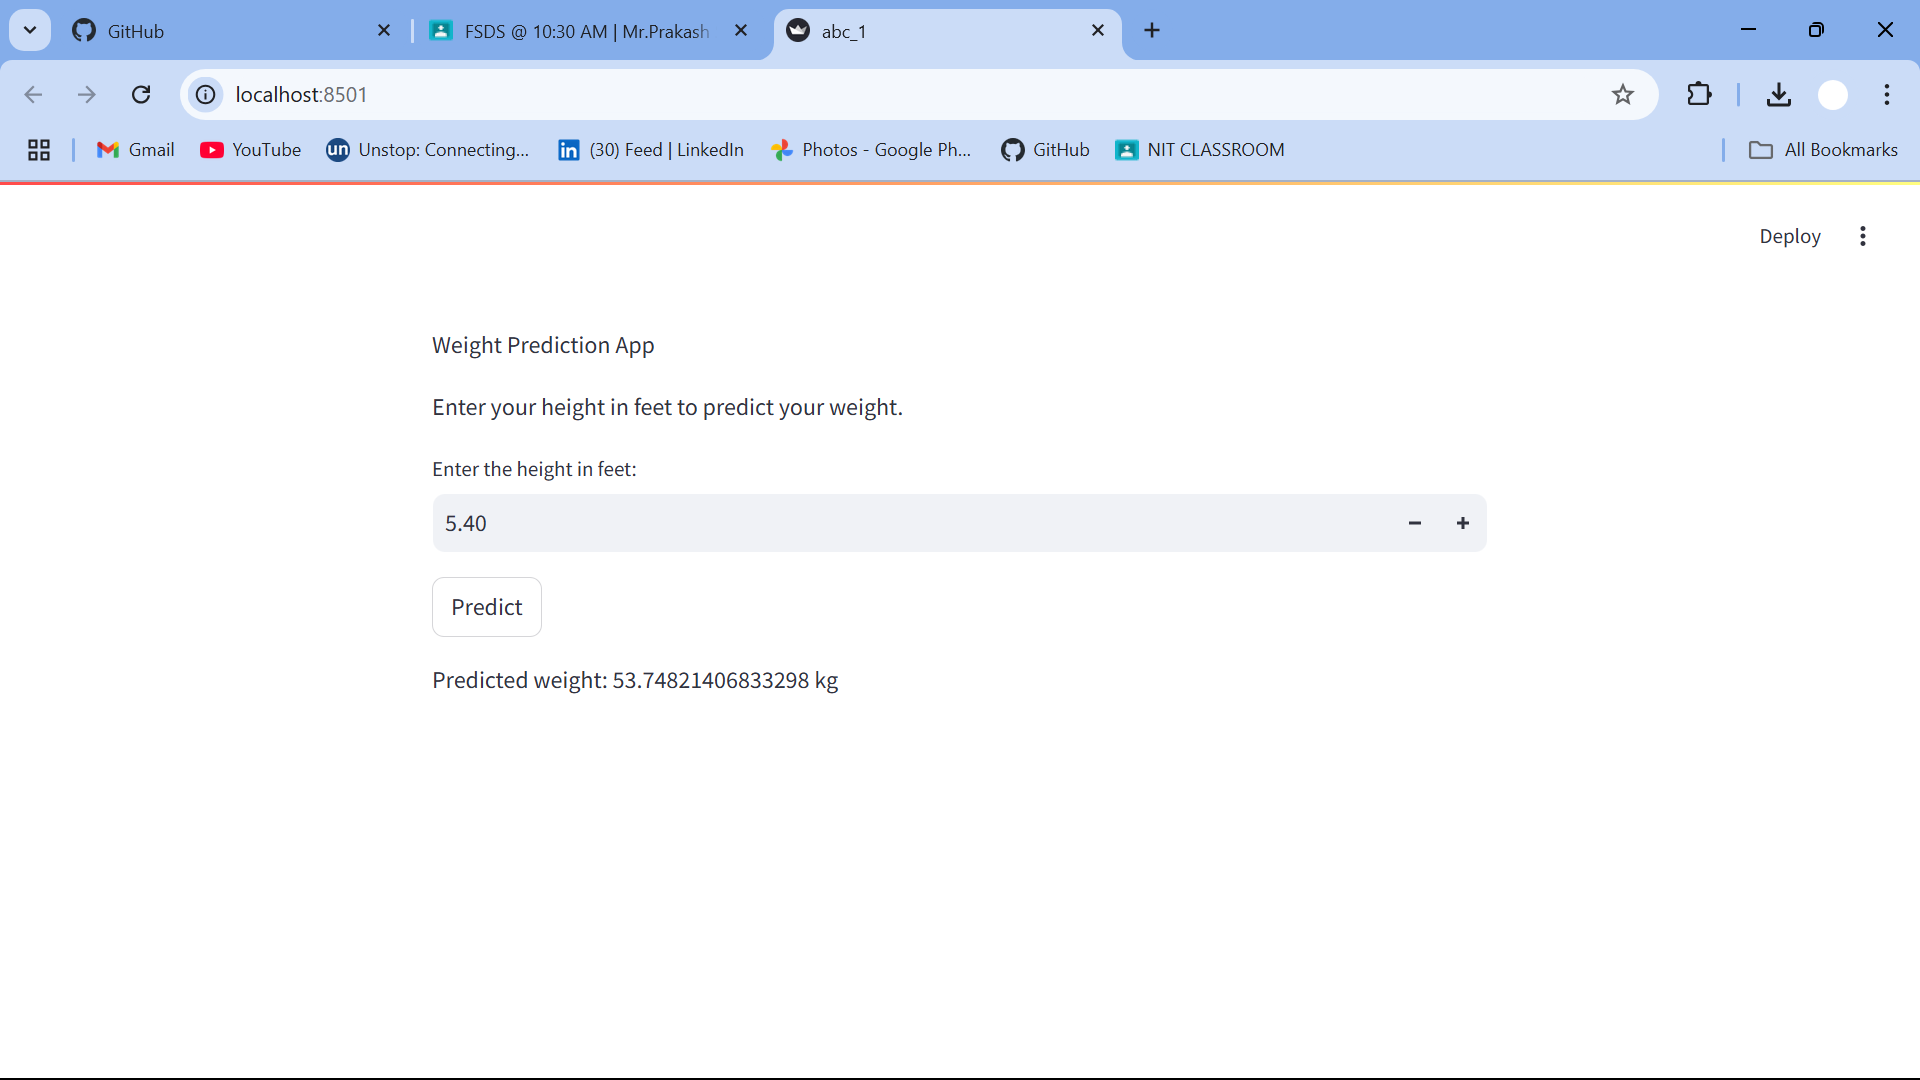 GitHub
FSDS @ 10:30 AM | Mr.Prakash
abc_1
localhost:8501
Gmail
YouTube
un
Unstop: Connecting...
in
(30) Feed | LinkedIn
Photos - Google Ph...
GitHub
NIT CLASSROOM
All Bookmarks
Deploy
Weight Prediction App
Enter your height in feet to predict your weight.
Enter the height in feet:
5.40
Predict
Predicted weight: 53.74821406833298 kg